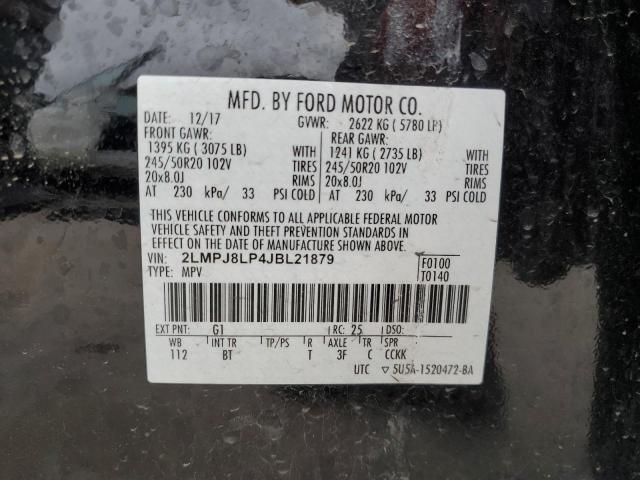 MFD. BY FORD MOTOR CO.
DATE: 12/17 GVWR: 2622 KG ( 5780 LB)
FRONT GAWR: REAR GAWR:
1395 KG ( 3075 LB) WITH 1241 KG ( 2735 LB) WITH
245/50R20 102V TIRES 245/50R20 102V TIRES
20x8.0J RIMS 20x8.0J RIMS
AT 230 kPa/ 33 PSI COLD AT 230 kPa/ 33 PSI COLD
THIS VEHICLE CONFORMS TO ALL APPLICABLE FEDERAL MOTOR
VEHICLE SAFETY AND THEFT PREVENTION STANDARDS IN
EFFECT ON THE DATE OF MANUFACTURE SHOWN ABOVE.
VIN: 2LMPJ8LP4JBL21879 F0100
TYPE: MPV T0140
EXT PNT: G1 RC: 25 DSO:
WB INT TR TP/PS R AXLE TR SPR
112 BT T 3F C CCKK
UTC ▽ 5U5A-1520472-BA